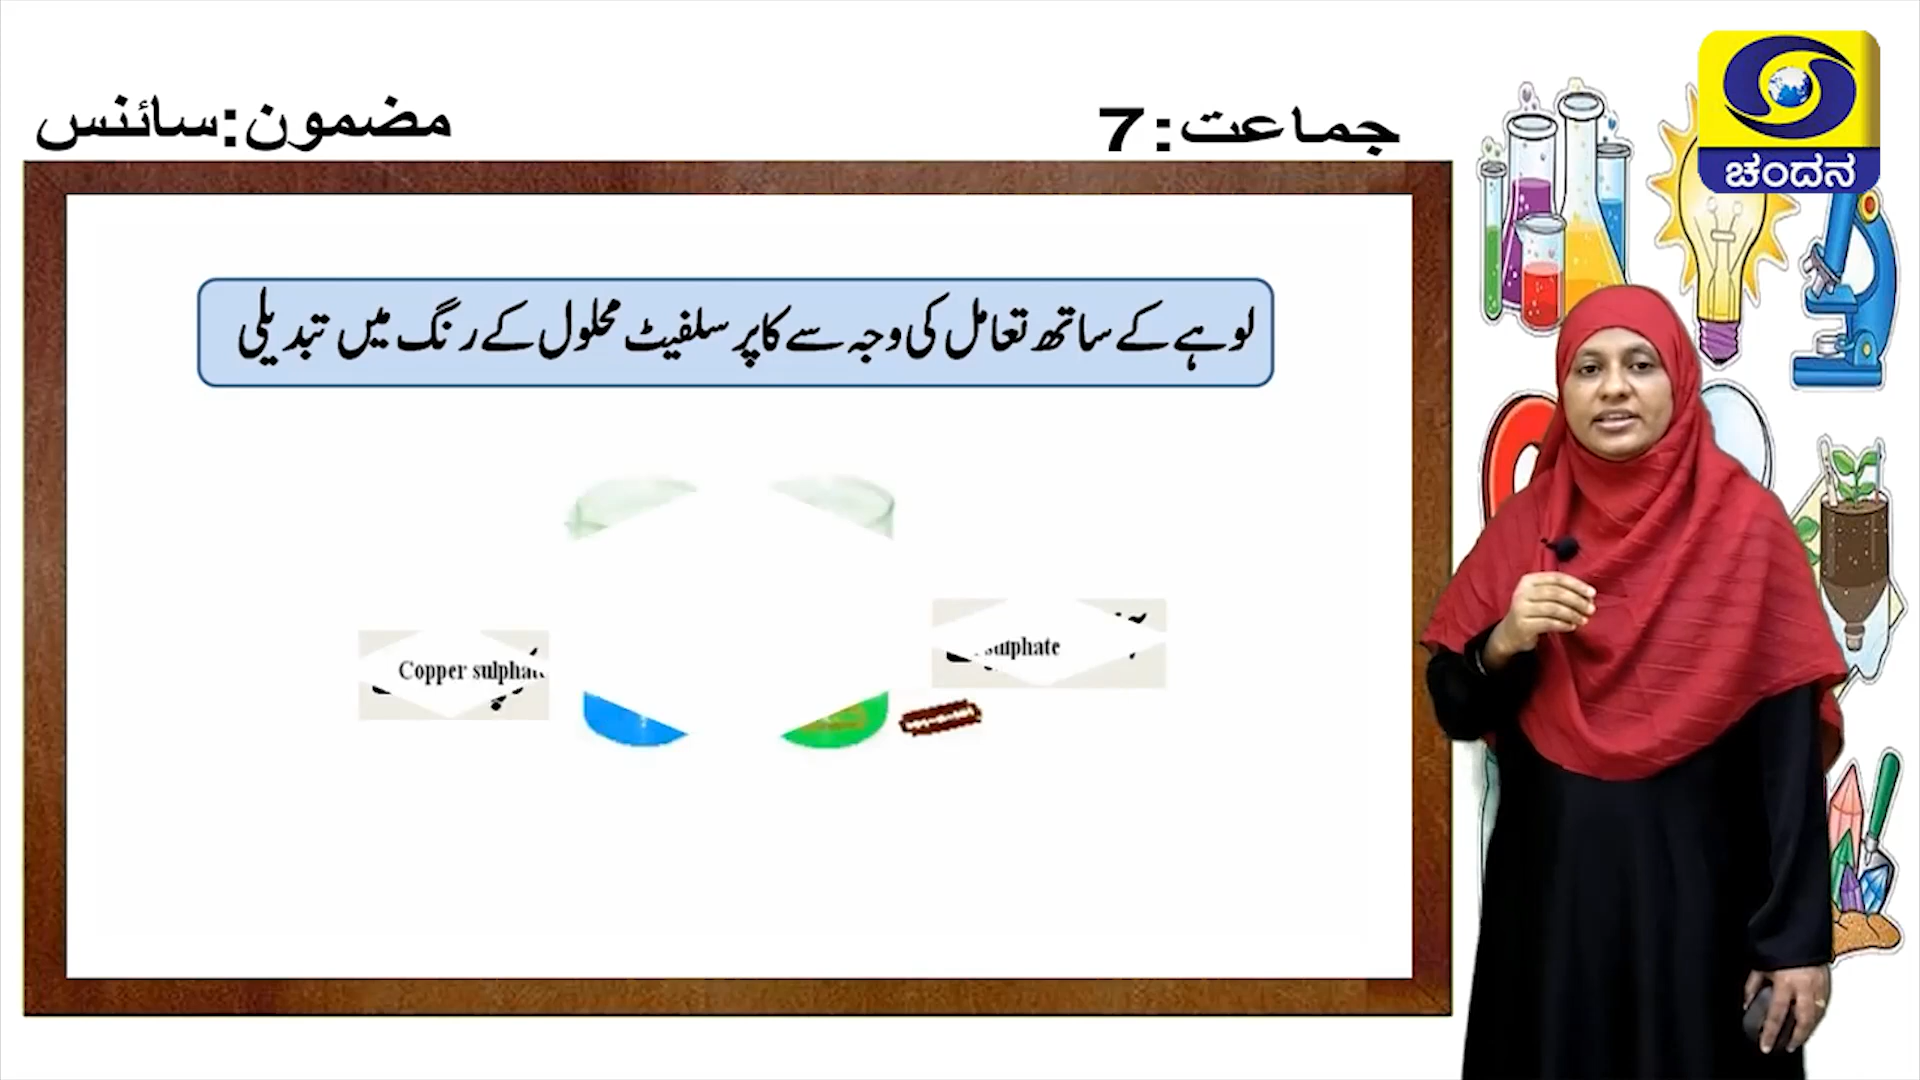 جماعت:7
مضمون:سائنس
ಚಂದನ
لوہے کے ساتھ تعامل کی وجہ سے کاپر سلفیٹ محلول کے رنگ میں تبدیلی
Copper
sulphate